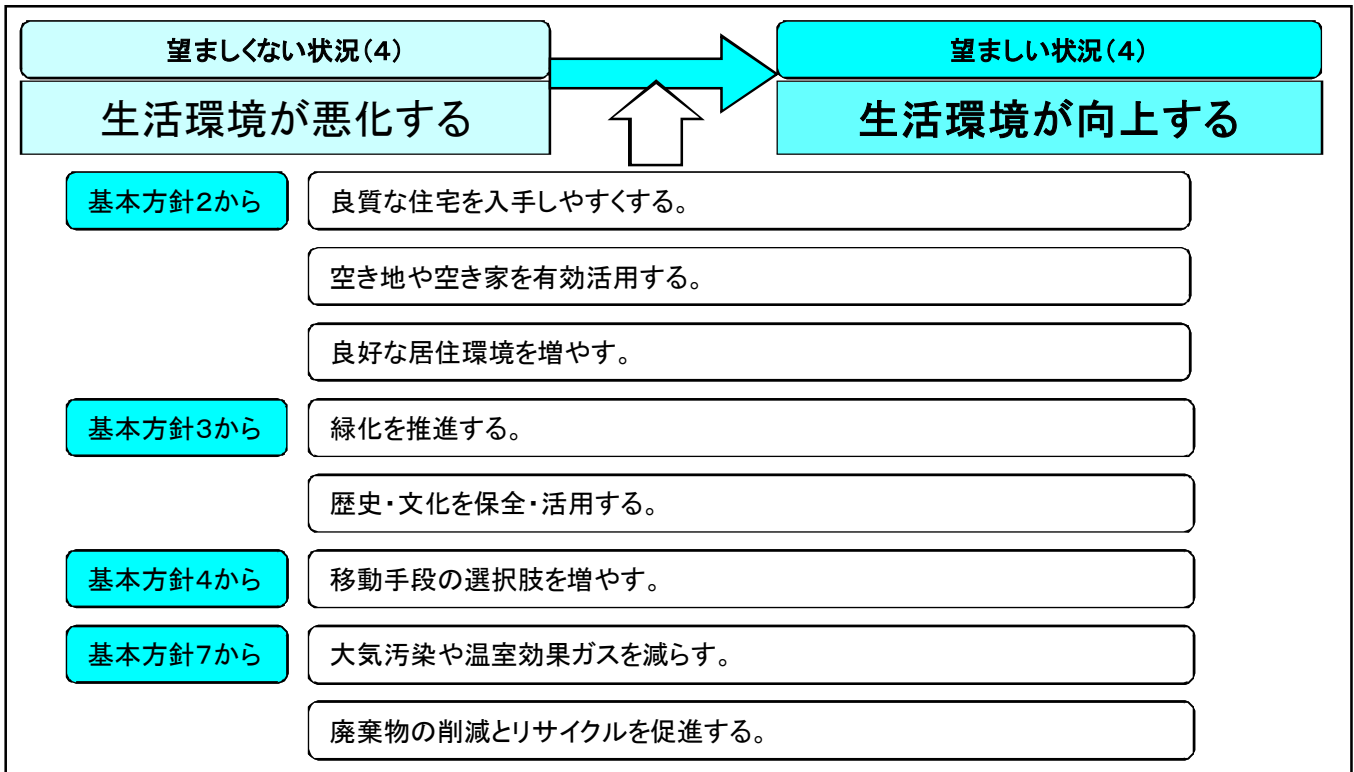 望ましくない状況(4)
望ましい状況(4)
生活環境が悪化する
生活環境が向上する
基本方針2から
良質な住宅を入手しやすくする。
空き地や空き家を有効活用する。
良好な居住環境を増やす。
基本方針3から
緑化を推進する。
歴史・文化を保全・活用する。
基本方針4から
移動手段の選択肢を増やす。
基本方針7から
大気汚染や温室効果ガスを減らす。
廃棄物の削減とリサイクルを促進する。